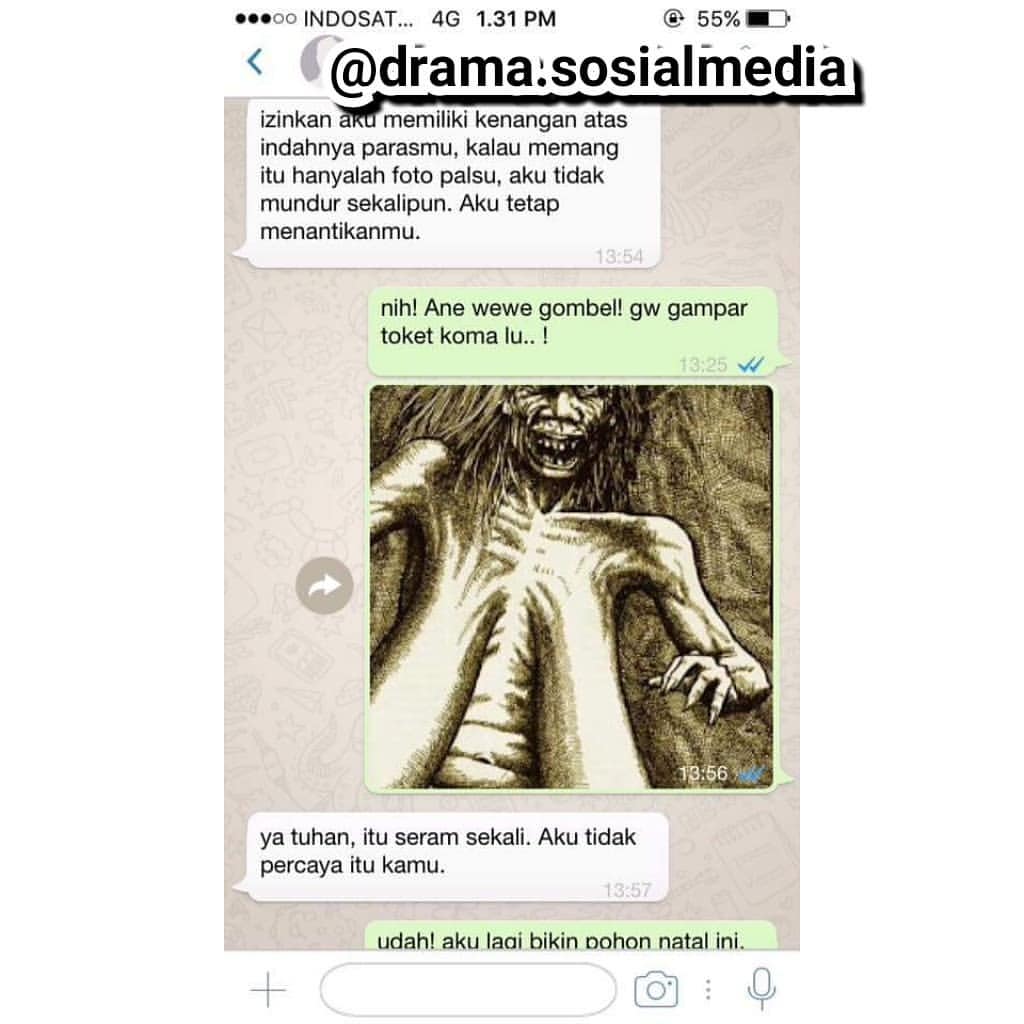 INDOSAT... 4G 1.31 PM 55%
@drama.sosialmedia
izinkan aku memiliki kenangan atas
indahnya parasmu, kalau memang
itu hanyalah foto palsu, aku tidak
mundur sekalipun. Aku tetap
menantikanmu.
13:54
nih! Ane wewe gombel! gw gampar
toket koma lu.. !
13:25
13:56
ya tuhan, itu seram sekali. Aku tidak
percaya itu kamu.
13:57
udah! aku lagi bikin pohon natal ini.